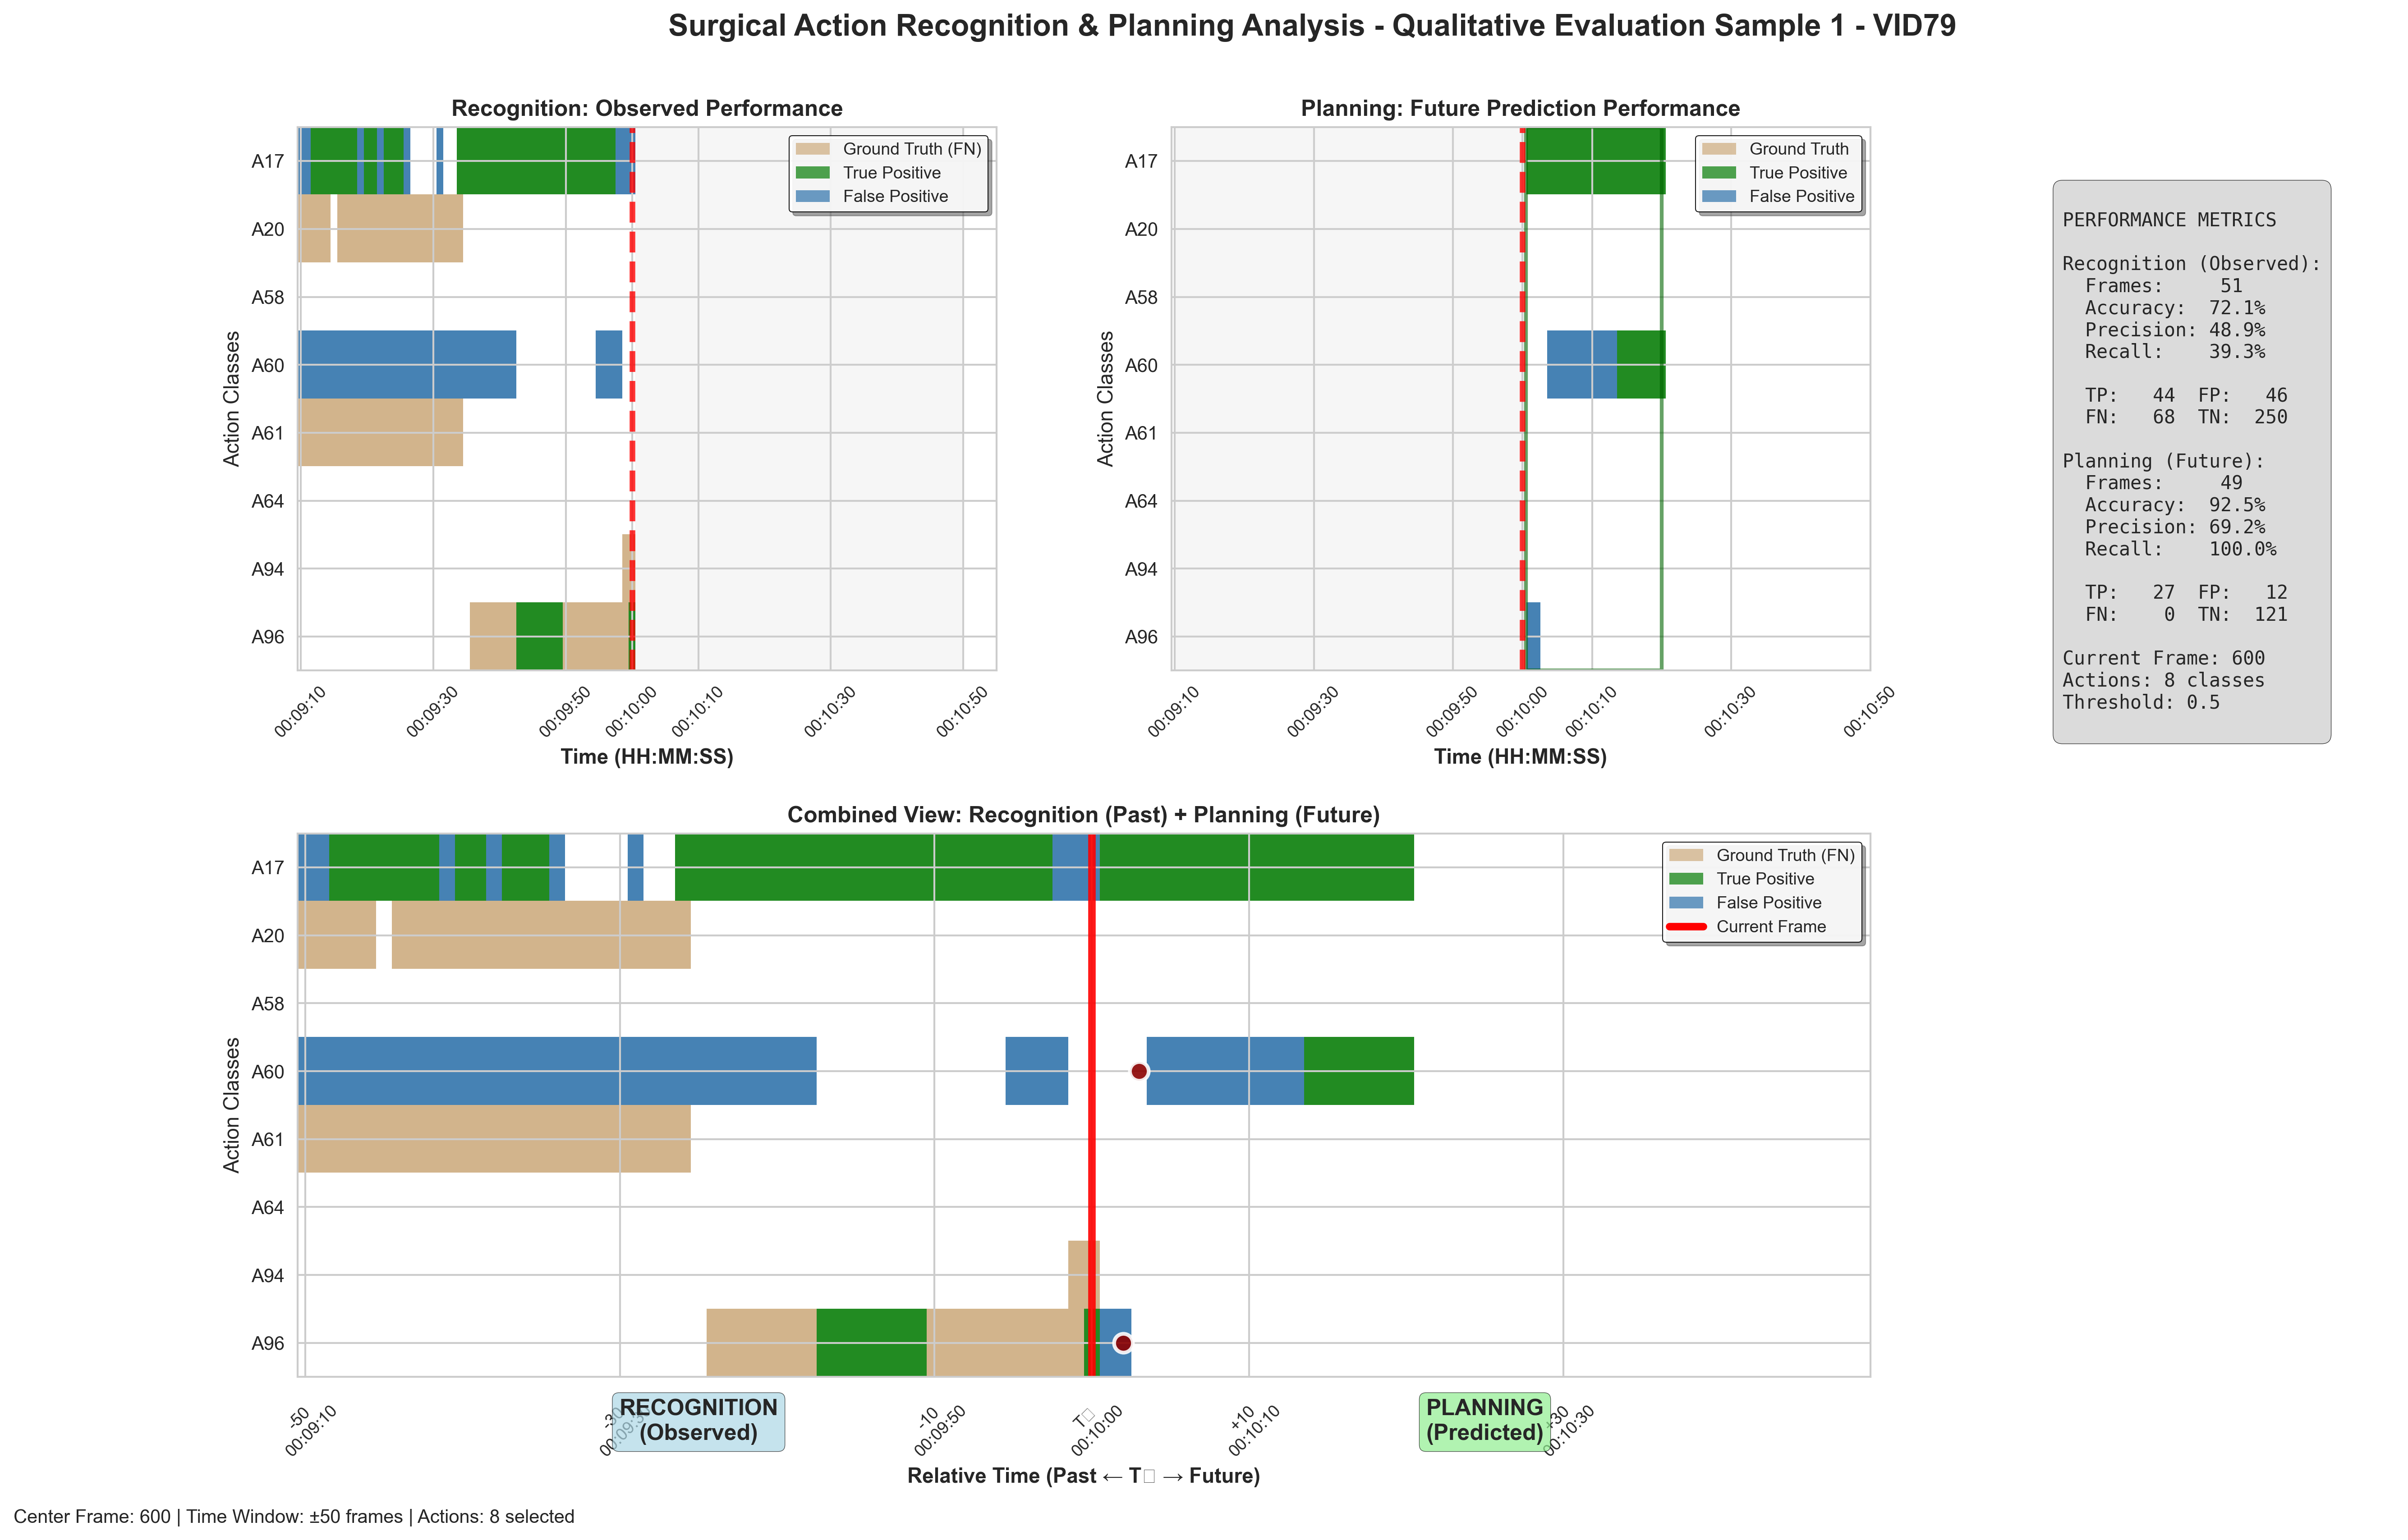 Surgical Action Recognition & Planning Analysis - Qualitative Evaluation Sample 1 - VID79
Recognition: Observed Performance
Ground Truth (FN)
True Positive
False Positive
Action Classes
A17
A20
A58
A60
A61
A64
A94
A96
00:09:10
00:09:30
00:09:50
00:10:00
00:10:10
00:10:30
00:10:50
Time (HH:MM:SS)
Planning: Future Prediction Performance
Ground Truth
True Positive
False Positive
Action Classes
A17
A20
A58
A60
A61
A64
A94
A96
00:09:10
00:09:30
00:09:50
00:10:00
00:10:10
00:10:30
00:10:50
Time (HH:MM:SS)
PERFORMANCE METRICS
Recognition (Observed):
Frames: 51
Accuracy: 72.1%
Precision: 48.9%
Recall: 39.3%
TP: 44 FP: 46
FN: 68 TN: 250
Planning (Future):
Frames: 49
Accuracy: 92.5%
Precision: 69.2%
Recall: 100.0%
TP: 27 FP: 12
FN: 0 TN: 121
Current Frame: 600
Actions: 8 classes
Threshold: 0.5
Combined View: Recognition (Past) + Planning (Future)
Ground Truth (FN)
True Positive
False Positive
Current Frame
Action Classes
A17
A20
A58
A60
A61
A64
A94
A96
-50
00:09:10
-30
00:09:30
RECOGNITION
(Observed)
-10
00:09:50
T□
00:10:00
+10
00:10:10
PLANNING
(Predicted)
+30
00:10:30
Relative Time (Past ← T□ → Future)
Center Frame: 600 | Time Window: ±50 frames | Actions: 8 selected